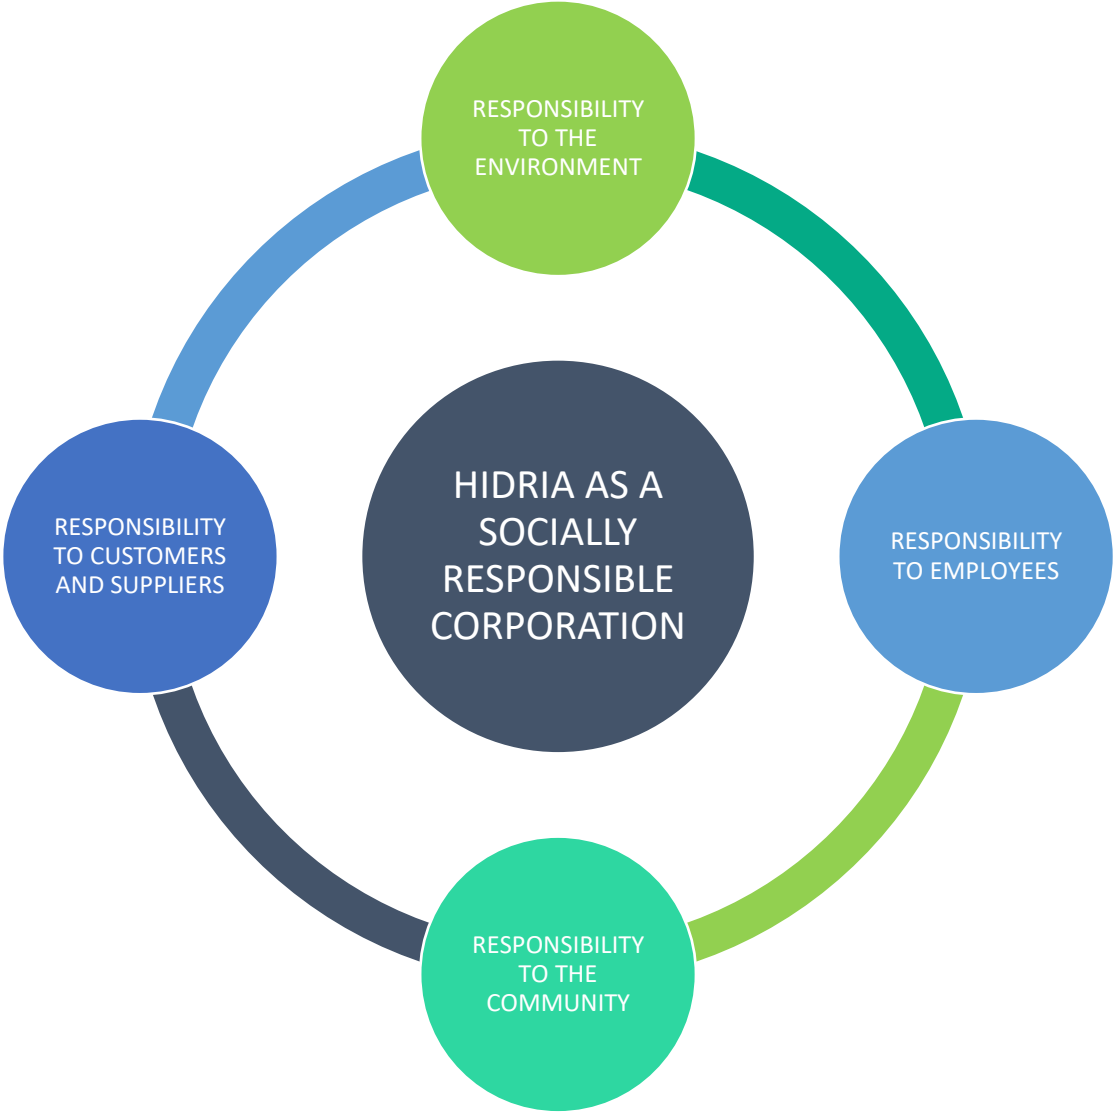 RESPONSIBILITY
TO THE
ENVIRONMENT
HIDRIA AS A
SOCIALLY
RESPONSIBLE
CORPORATION
RESPONSIBILITY
TO CUSTOMERS
AND SUPPLIERS
RESPONSIBILITY
TO EMPLOYEES
RESPONSIBILITY
TO THE
COMMUNITY